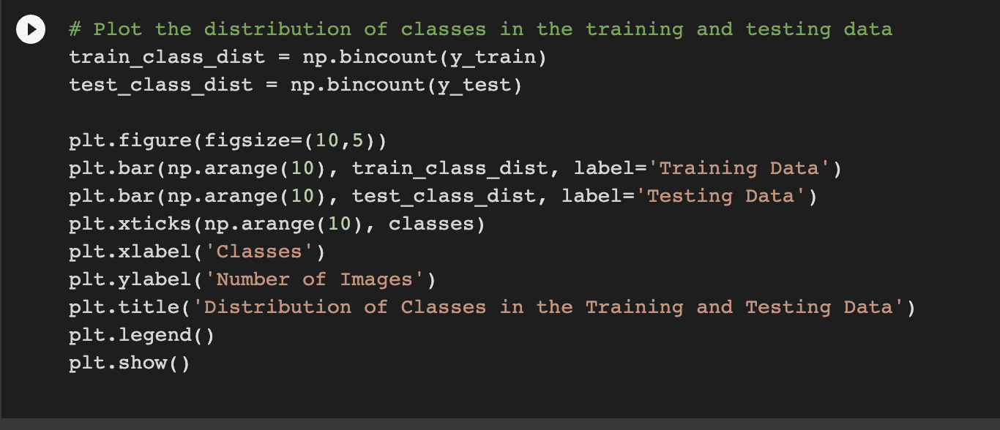 # Plot the distribution of classes in the training and testing data
train_class_dist = np.bincount(y_train)
test_class_dist = np.bincount(y_test)
plt.figure(figsize=(10,5))
plt.bar(np.arange(10), train_class_dist, label='Training Data')
plt.bar(np.arange(10), test_class_dist, label='Testing Data')
plt.xticks(np.arange(10), classes)
plt.xlabel('Classes')
plt.ylabel('Number of Images')
plt.title('Distribution of Classes in the Training and Testing Data')
plt.legend()
plt.show()